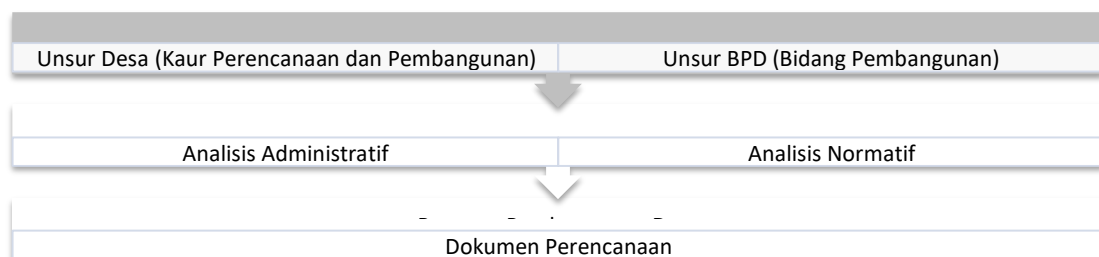 Unsur Desa (Kaur Perencanaan dan Pembangunan)
Unsur BPD (Bidang Pembangunan)
Analisis Administratif
Analisis Normatif
Dokumen Perencanaan